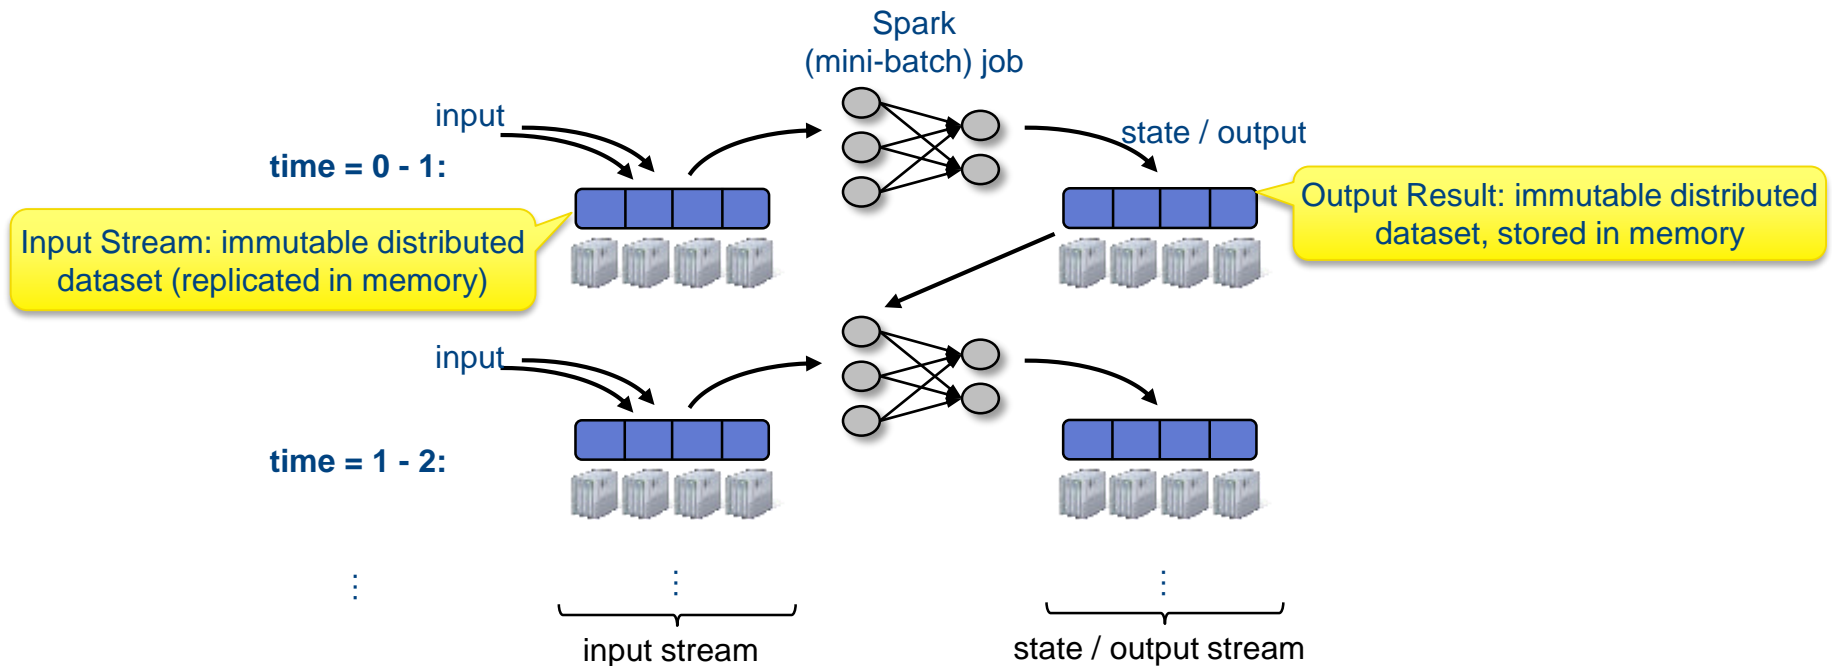 Spark
(mini-batch) job
input
state / output
time = 0 - 1:
Input Stream: immutable distributed
dataset (replicated in memory)
Output Result: immutable distributed
dataset, stored in memory
input
time = 1 - 2:
⋮ ⋮ ⋮
input stream
state / output stream